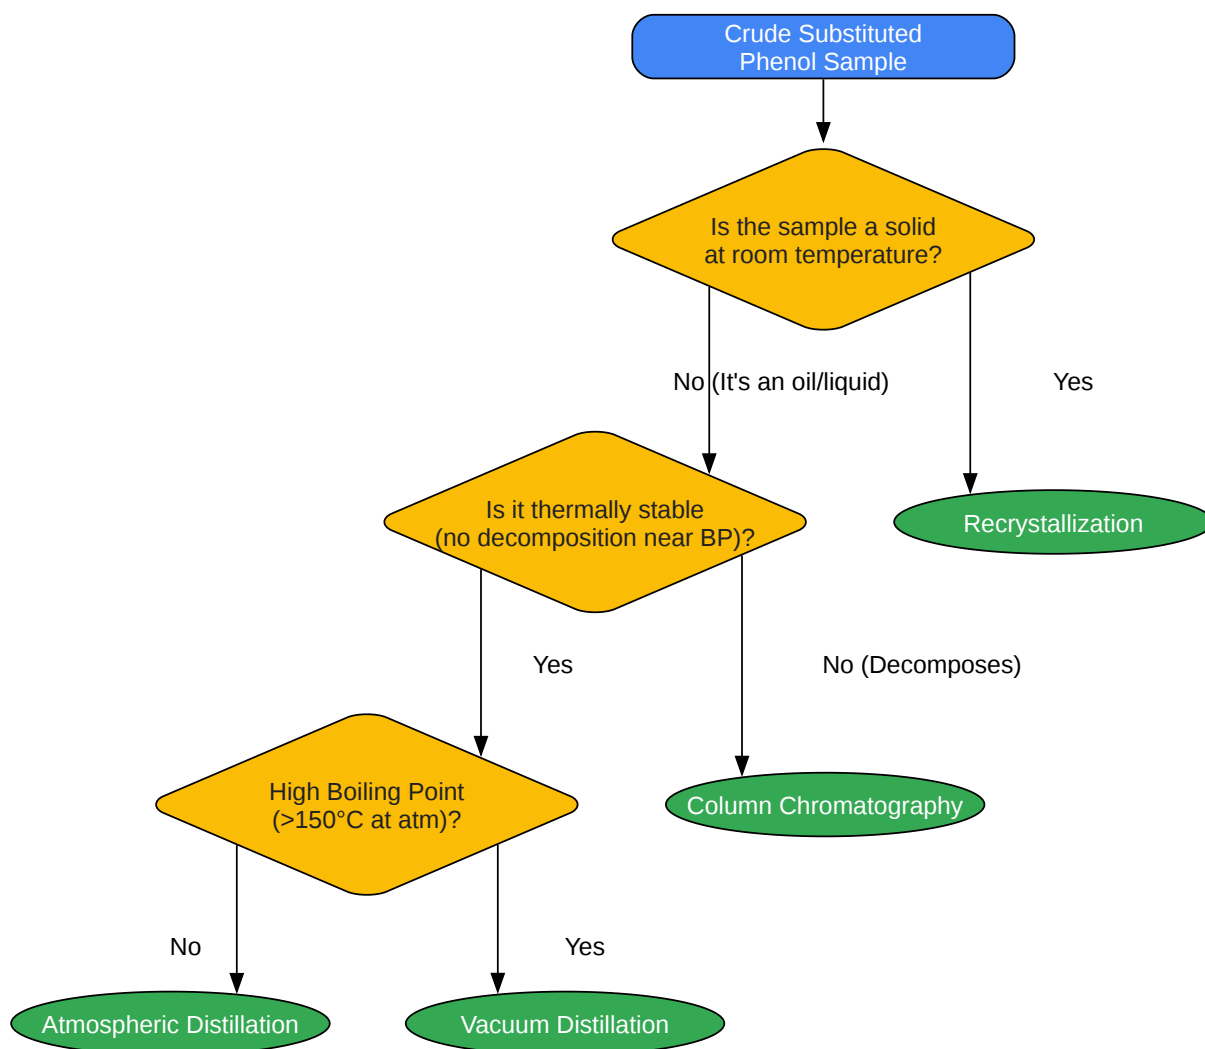 Crude Substituted
Phenol Sample
Is the sample a solid
at room temperature?
No (It's an oil/liquid)
Yes
Is it thermally stable
(no decomposition near BP)?
Recrystallization
Yes
No (Decomposes)
High Boiling Point
(>150°C at atm)?
Column Chromatography
No
Yes
Atmospheric Distillation
Vacuum Distillation